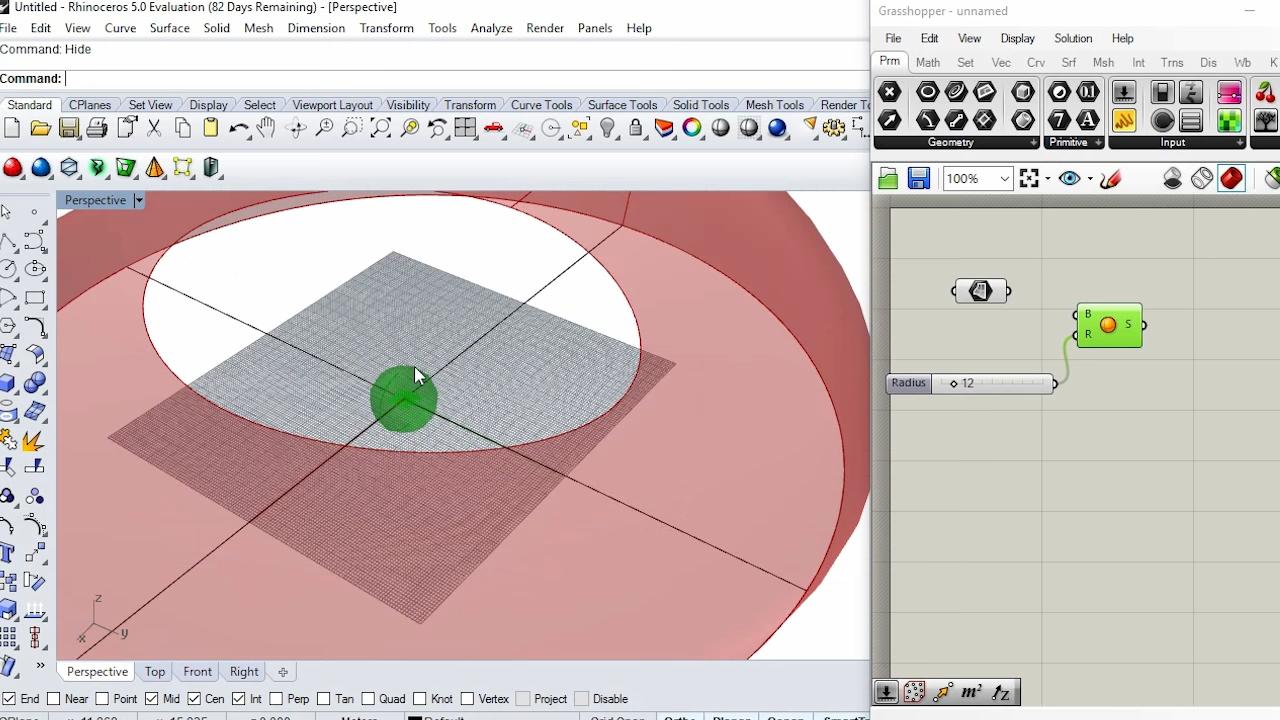 Untitled - Rhinoceros 5.0 Evaluation (82 Days Remaining) - [Perspective]
File Edit View Curve Surface Solid Mesh Dimension Transform Tools Analyze Render Panels Help
Command: Hide
Command:
Standard CPlanes Set View Display Select Viewport Layout Visibility Transform Curve Tools Surface Tools Solid Tools Mesh Tools Render To
Perspective
z
x y
Perspective Top Front Right
End Near Point Mid Cen Int Perp Tan Quad Knot Vertex Project Disable
Grasshopper - unnamed
File Edit View Display Solution Help
Prm Math Set Vec Crv Srf Msh Int Trns Dis Wb K
Geometry Primitive Input
100%
B
R
S
Radius 12
m²